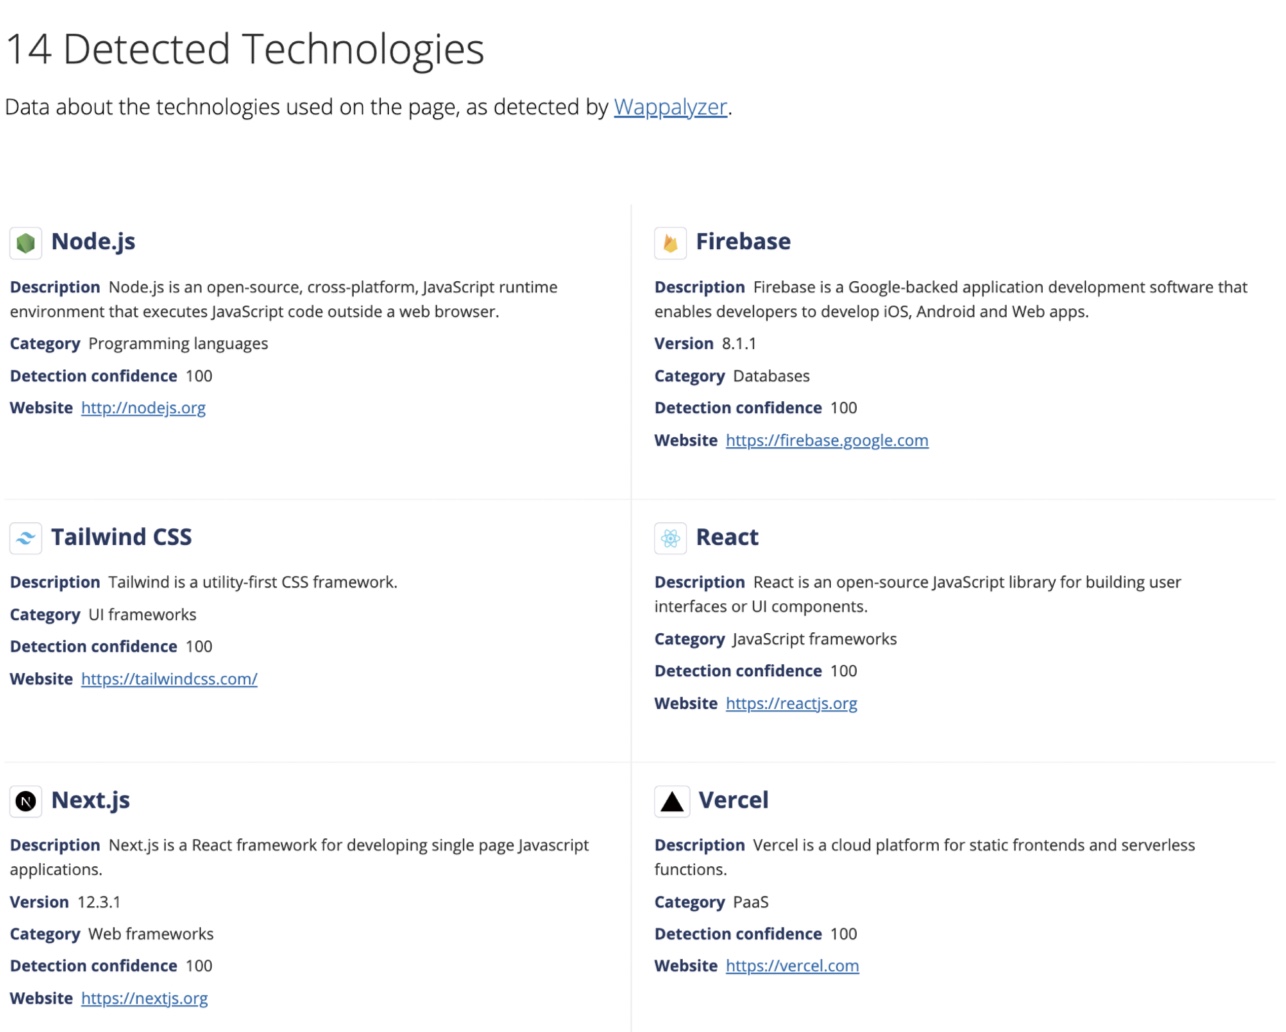 14 Detected Technologies
Data about the technologies used on the page, as detected by Wappalyzer.
Node.js
Description Node.js is an open-source, cross-platform, JavaScript runtime
environment that executes JavaScript code outside a web browser.
Category Programming languages
Detection confidence 100
Website http://nodejs.org
Firebase
Description Firebase is a Google-backed application development software that
enables developers to develop iOS, Android and Web apps.
Version 8.1.1
Category Databases
Detection confidence 100
Website https://firebase.google.com
Tailwind CSS
Description Tailwind is a utility-first CSS framework.
Category UI frameworks
Detection confidence 100
Website https://tailwindcss.com/
React
Description React is an open-source JavaScript library for building user
interfaces or UI components.
Category JavaScript frameworks
Detection confidence 100
Website https://reactjs.org
Next.js
Description Next.js is a React framework for developing single page Javascript
applications.
Version 12.3.1
Category Web frameworks
Detection confidence 100
Website https://nextjs.org
Vercel
Description Vercel is a cloud platform for static frontends and serverless
functions.
Category PaaS
Detection confidence 100
Website https://vercel.com